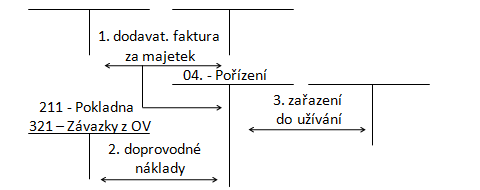 1. dodavat. faktura
za majetek
04. - Pořízení
211 - Pokladna
321 – Závazky z OV
3. zařazení
do užívání
2. doprovodné
náklady